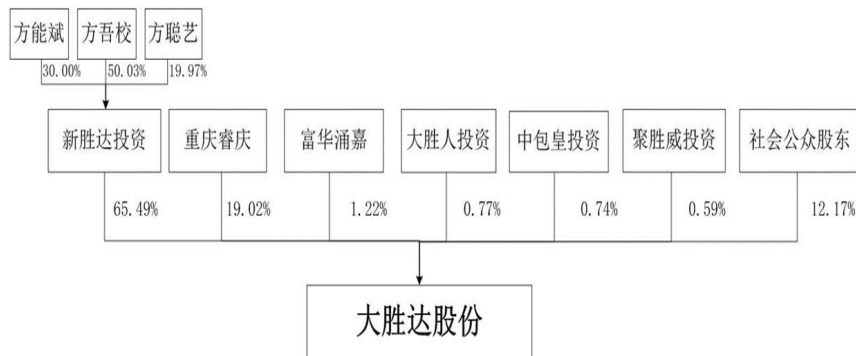 方能斌 方吾校 方聪艺
30.00% 50.03% 19.97%
新胜达投资 重庆睿庆 富华涌嘉 大胜人投资 中包皇投资 聚胜威投资 社会公众股东
65.49% 19.02% 1.22% 0.77% 0.74% 0.59% 12.17%
大胜达股份